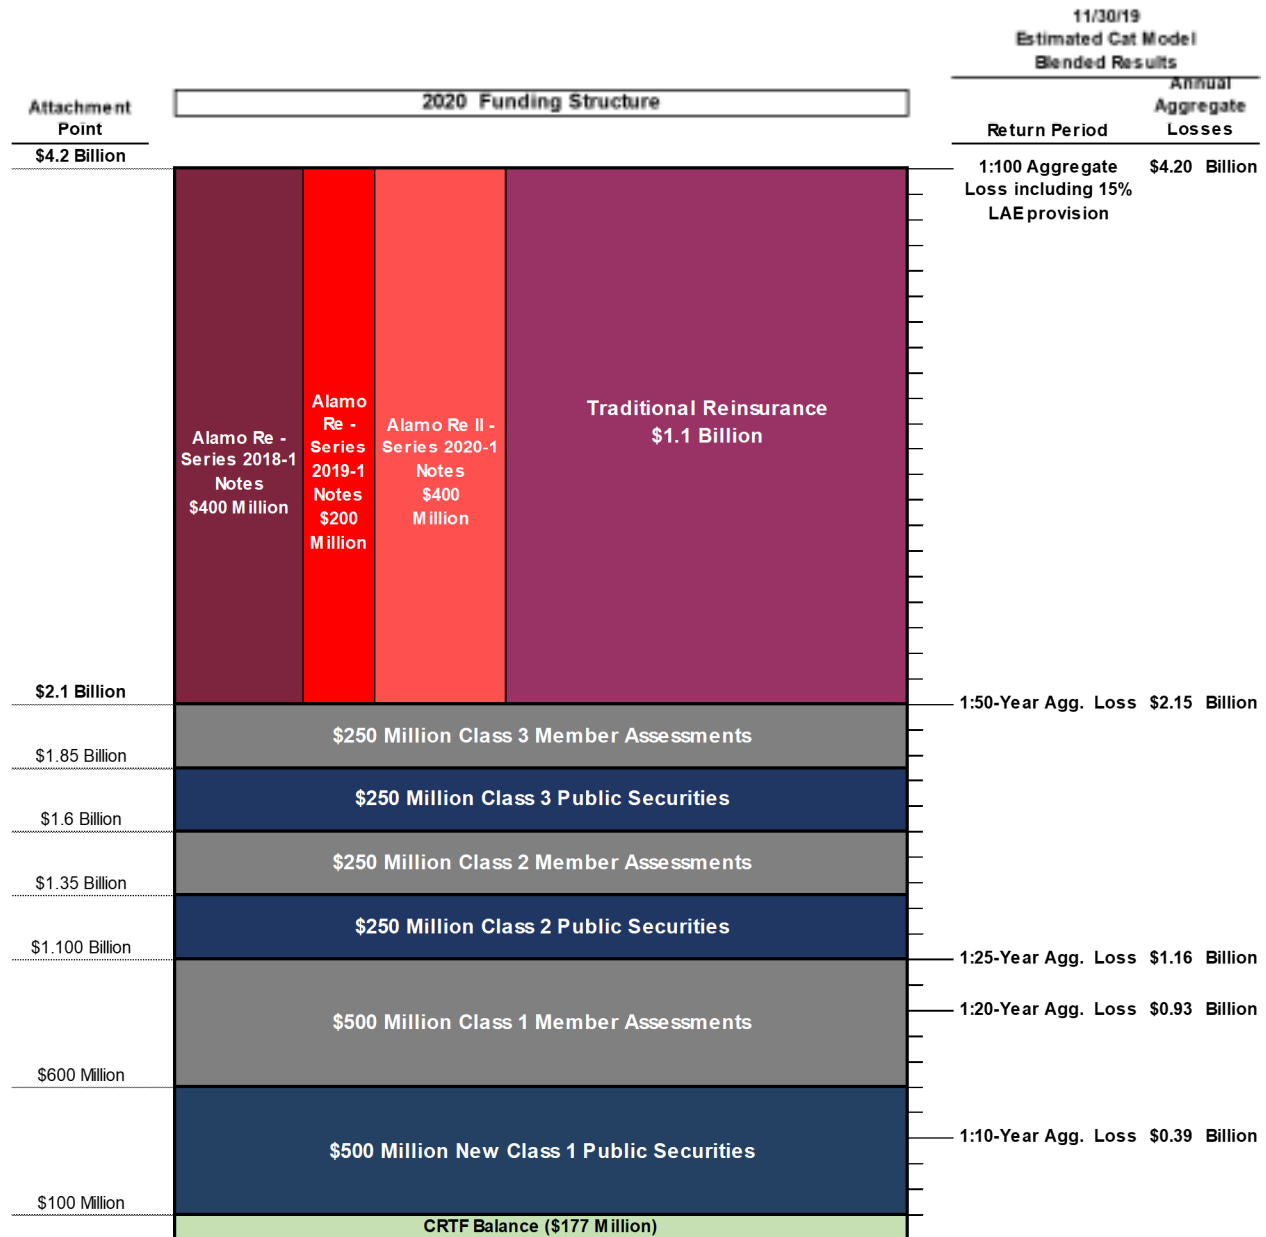 11/30/19
Estimated Cat Model
Blended Results
Attachment
Point
2020 Funding Structure
Return Period
Annual
Aggregate
Losses
$4.2 Billion
1:100 Aggregate
Loss including 15%
LAE provision
$4.20 Billion
Alamo Re -
Series 2018-1
Notes
$400 Million
Alamo
Re -
Series
2019-1
Notes
$200
Million
Alamo Re II -
Series 2020-1
Notes
$400
Million
Traditional Reinsurance
$1.1 Billion
$2.1 Billion
1:50-Year Agg. Loss $2.15 Billion
$250 Million Class 3 Member Assessments
$1.85 Billion
$250 Million Class 3 Public Securities
$1.6 Billion
$250 Million Class 2 Member Assessments
$1.35 Billion
$250 Million Class 2 Public Securities
$1.100 Billion
1:25-Year Agg. Loss $1.16 Billion
1:20-Year Agg. Loss $0.93 Billion
$500 Million Class 1 Member Assessments
$600 Million
1:10-Year Agg. Loss $0.39 Billion
$500 Million New Class 1 Public Securities
$100 Million
CRTF Balance ($177 Million)